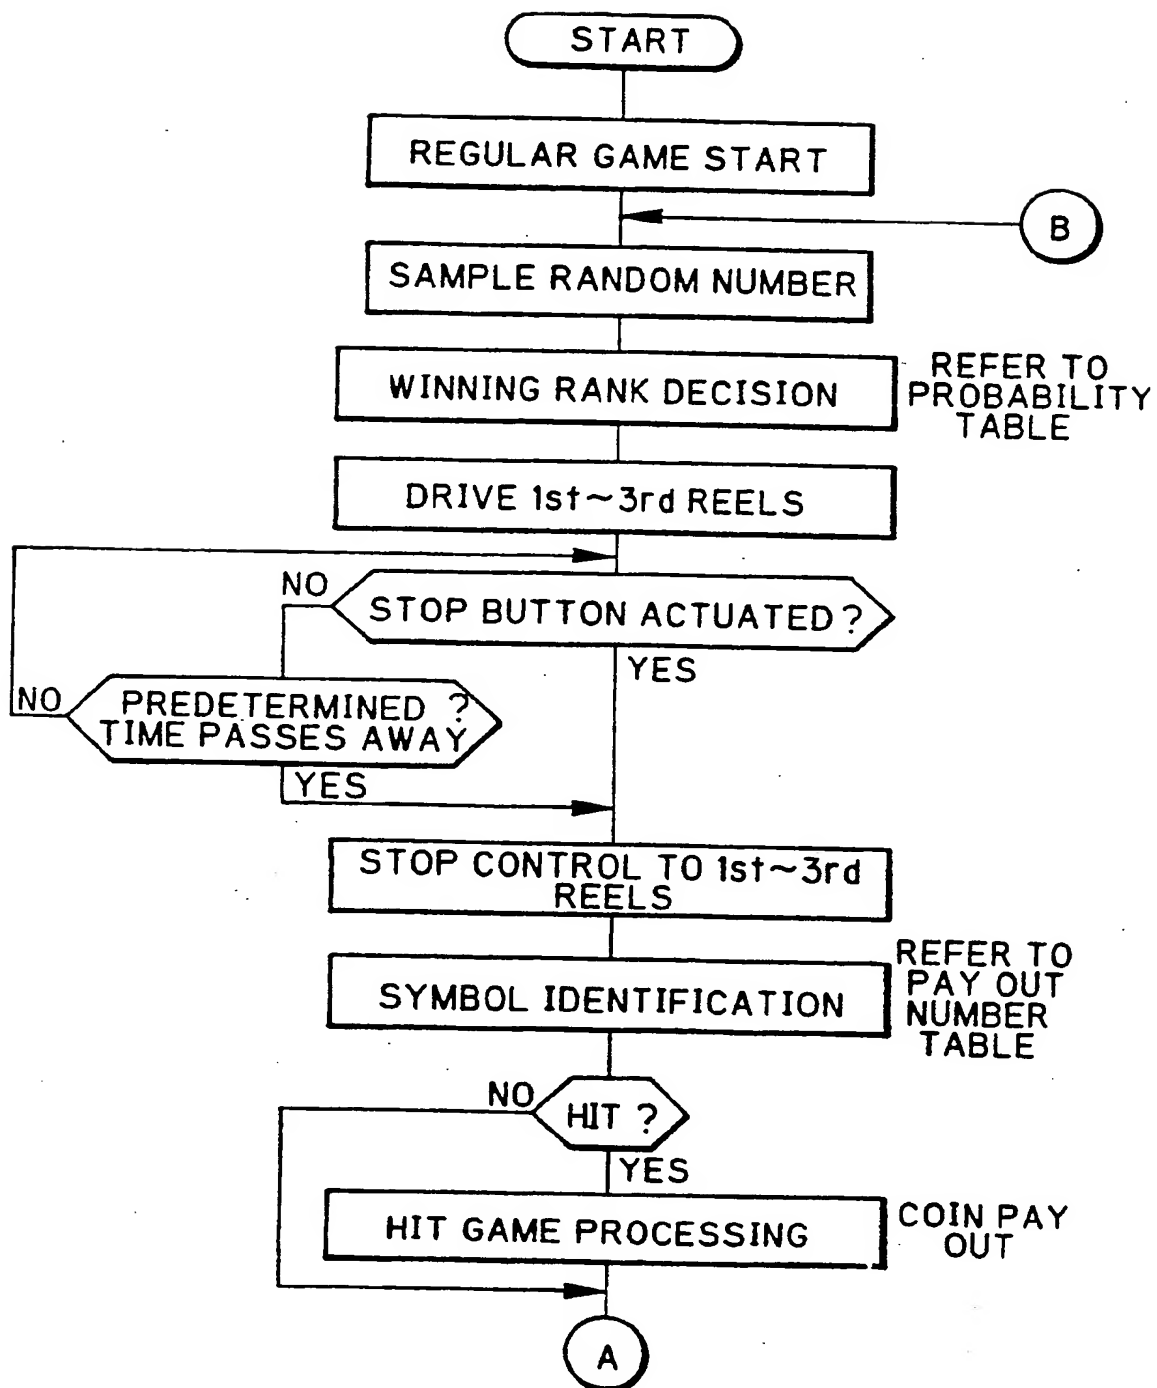 START
REGULAR GAME START
B
SAMPLE RANDOM NUMBER
WINNING RANK DECISION
REFER TO
PROBABILITY
TABLE
DRIVE 1st~3rd REELS
NO
STOP BUTTON ACTUATED?
YES
NO
PREDETERMINED ?
TIME PASSES AWAY
YES
STOP CONTROL TO 1st~3rd
REELS
SYMBOL IDENTIFICATION
REFER TO
PAY OUT
NUMBER
TABLE
NO
HIT ?
YES
HIT GAME PROCESSING
COIN PAY
OUT
A